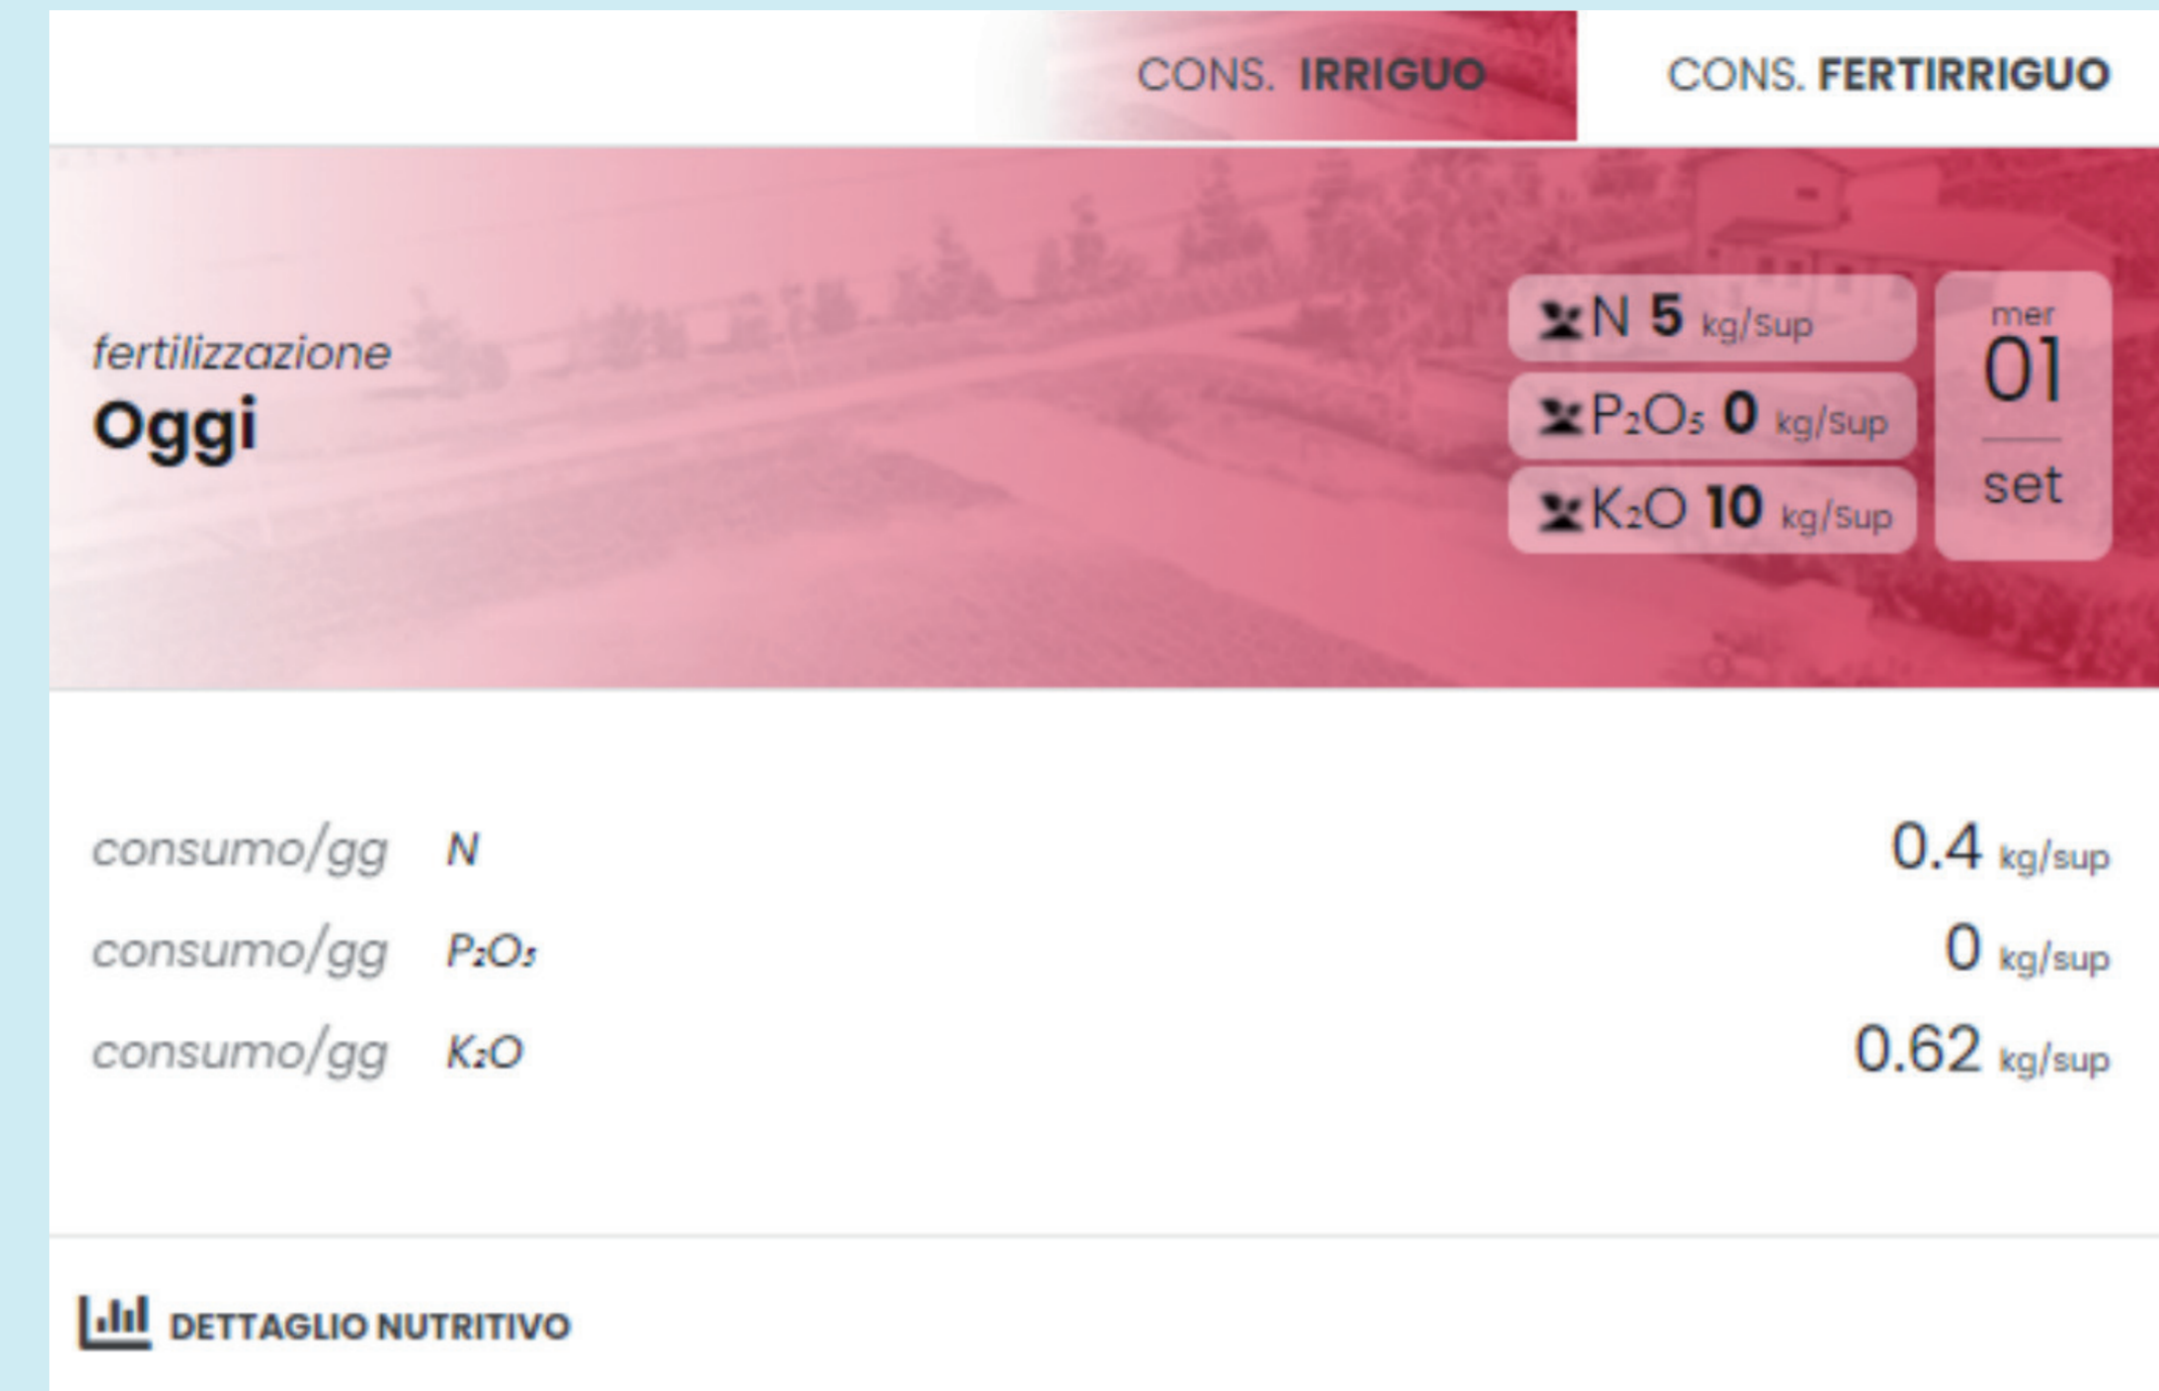 CONS. IRRIGUO
CONS. FERTIRRIGUO
fertilizzazione
Oggi
N 5 kg/Sup
P₂O₅ 0 kg/Sup
K₂O 10 kg/Sup
mer
01
set
consumo/gg N 0.4 kg/sup
consumo/gg P₂O₅ 0 kg/sup
consumo/gg K₂O 0.62 kg/sup
DETTAGLIO NUTRITIVO